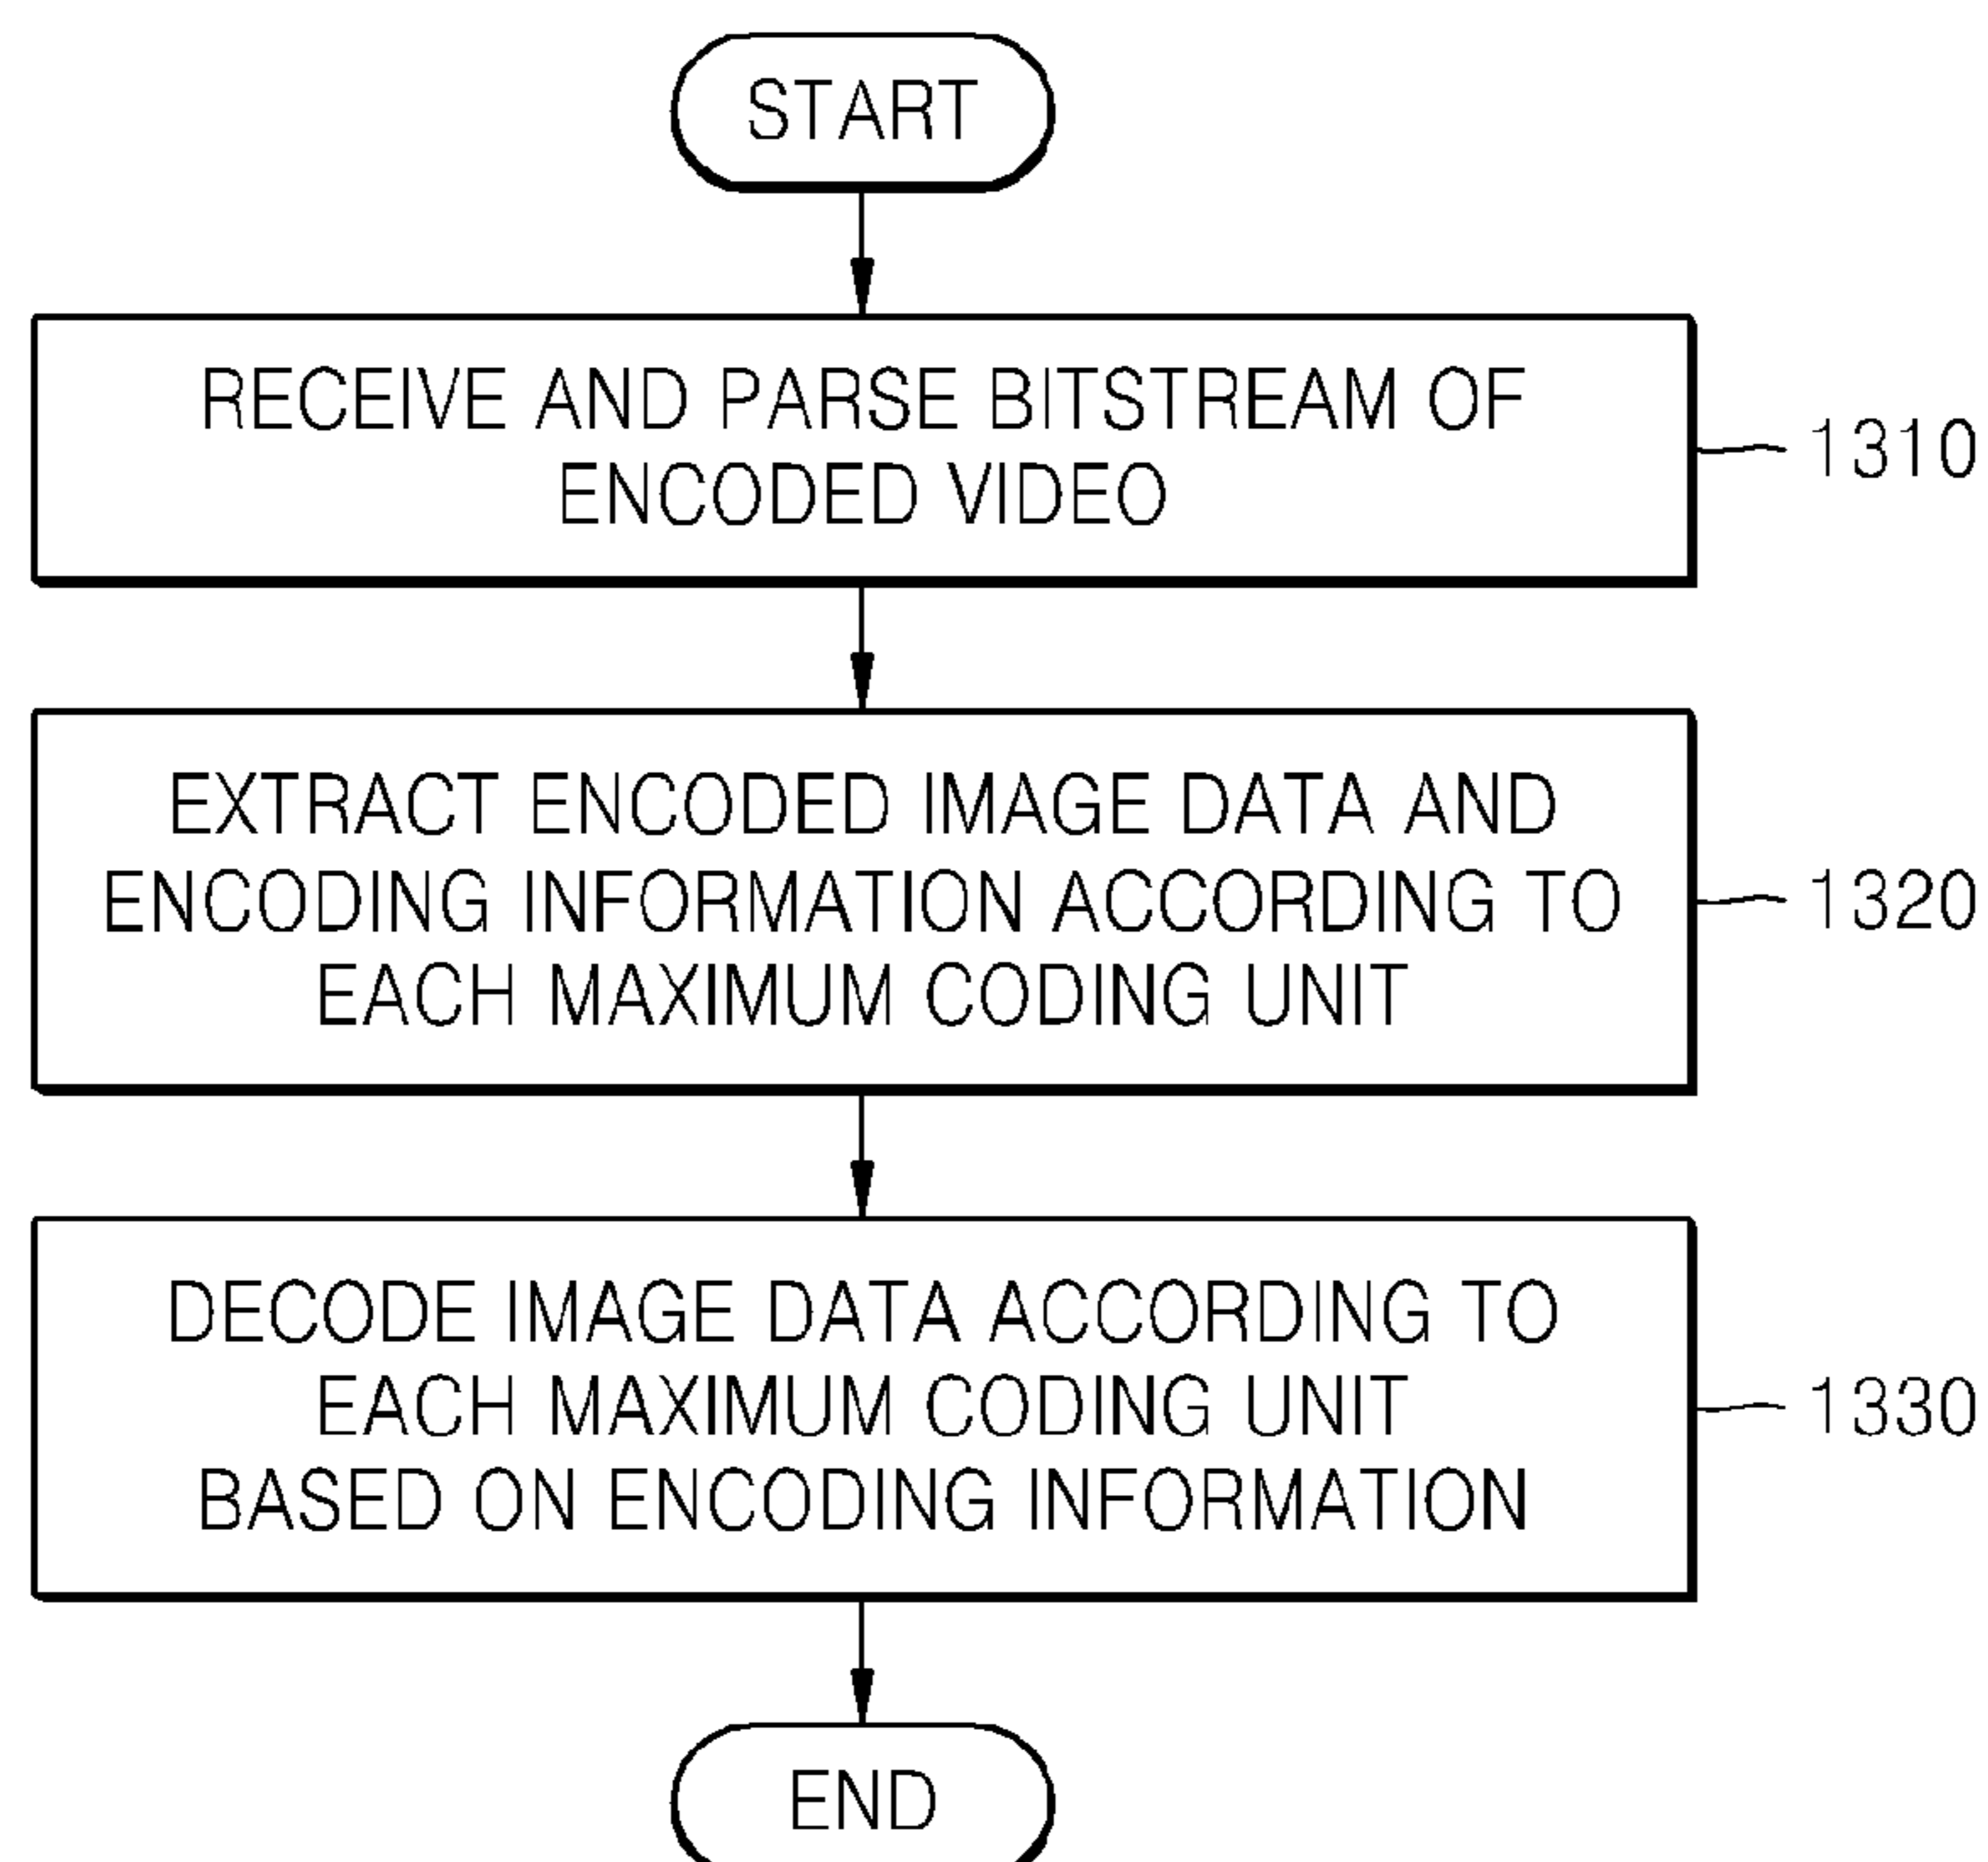 START
RECEIVE AND PARSE BITSTREAM OF
ENCODED VIDEO
1310
EXTRACT ENCODED IMAGE DATA AND
ENCODING INFORMATION ACCORDING TO
EACH MAXIMUM CODING UNIT
1320
DECODE IMAGE DATA ACCORDING TO
EACH MAXIMUM CODING UNIT
BASED ON ENCODING INFORMATION
1330
END